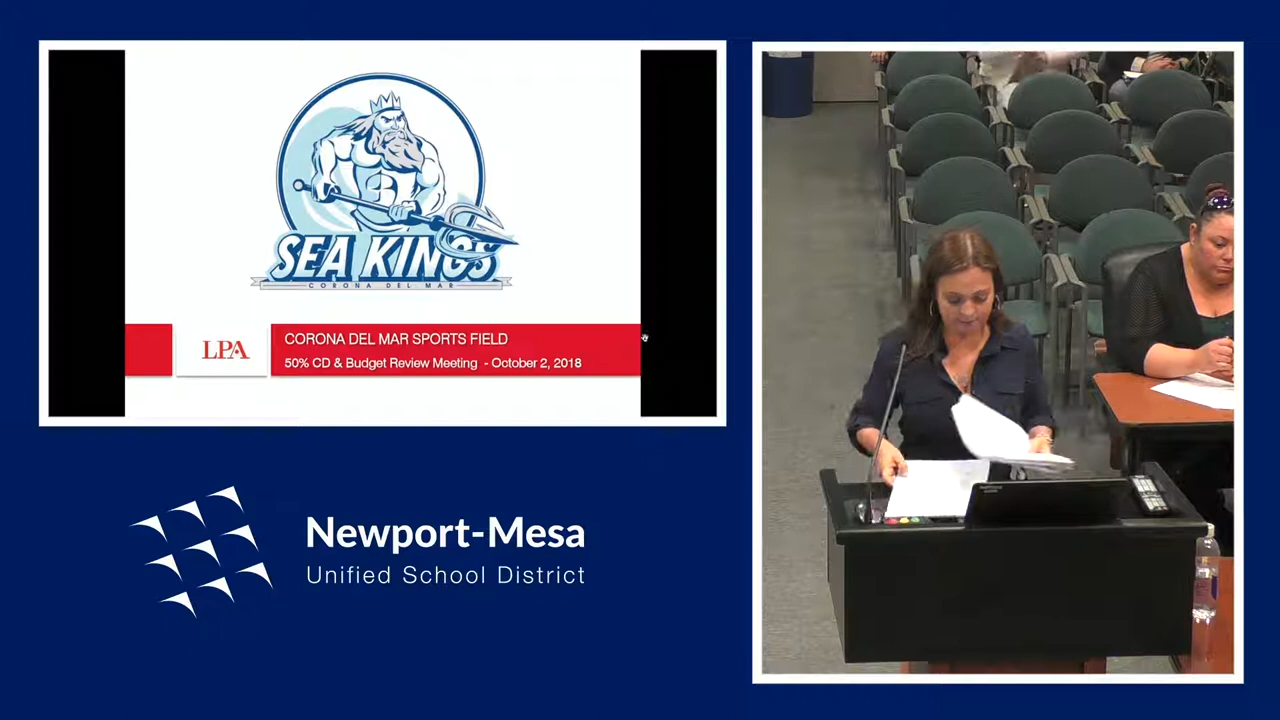 SEA KINGS
CORONA DEL MAR
LPA
CORONA DEL MAR SPORTS FIELD
50% CD & Budget Review Meeting - October 2, 2018
Newport-Mesa
Unified School District